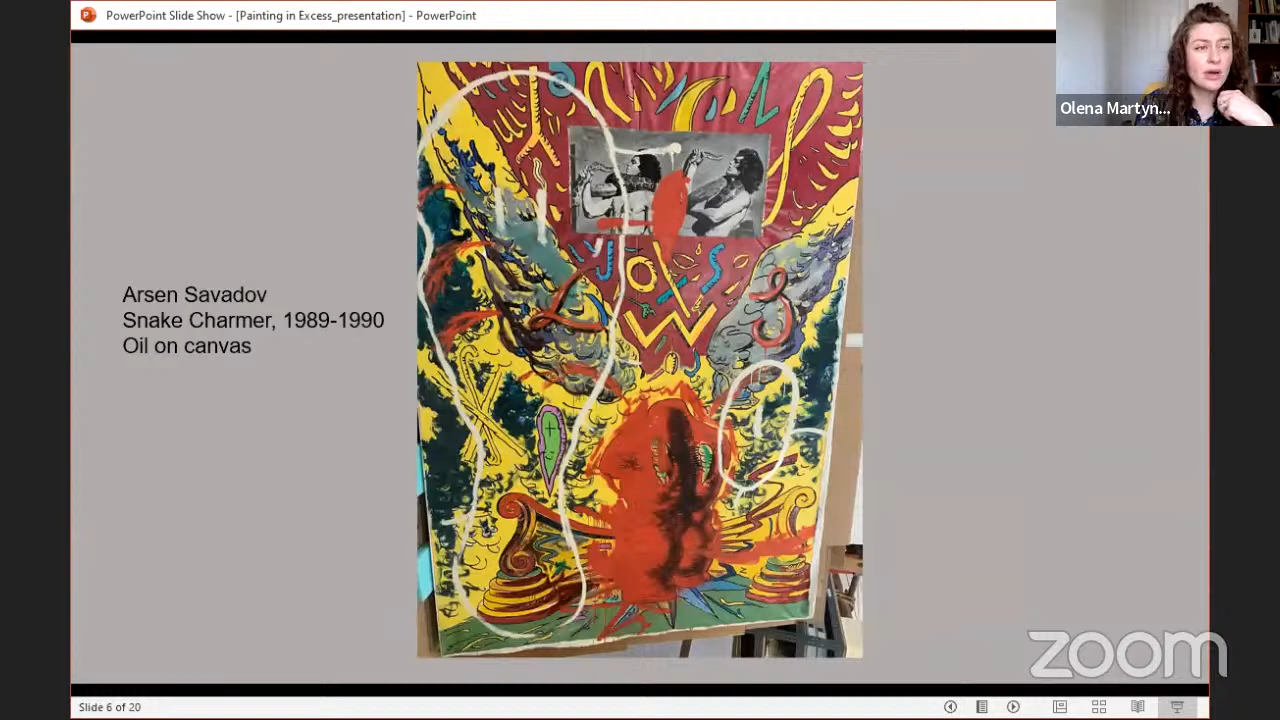 PowerPoint Slide Show - [Painting in Excess_presentation] - PowerPoint
Olena Martyn...
Arsen Savadov
Snake Charmer, 1989-1990
Oil on canvas
zoom
Slide 6 of 20